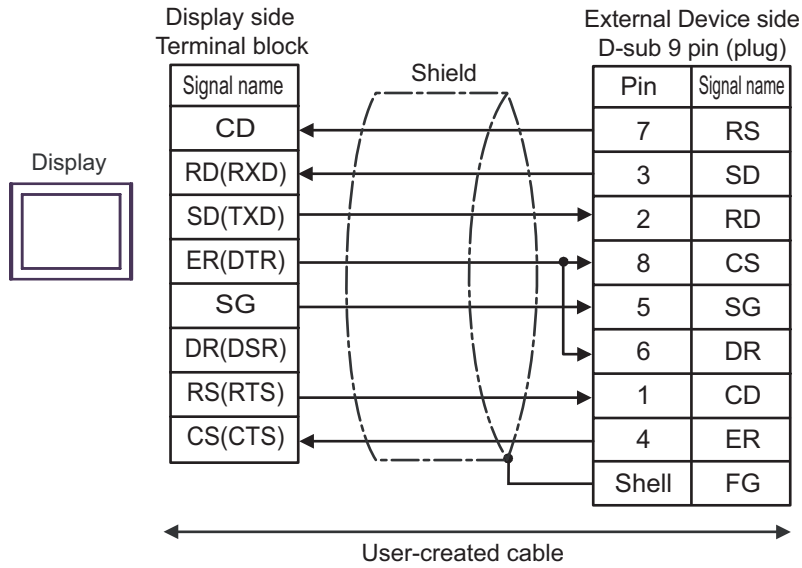 Display side
Terminal block
External Device side
D-sub 9 pin (plug)
Display
Shield
Signal name
Pin Signal name
CD 7 RS
RD(RXD) 3 SD
SD(TXD) 2 RD
ER(DTR) 8 CS
SG 5 SG
DR(DSR) 6 DR
RS(RTS) 1 CD
CS(CTS) 4 ER
Shell FG
User-created cable